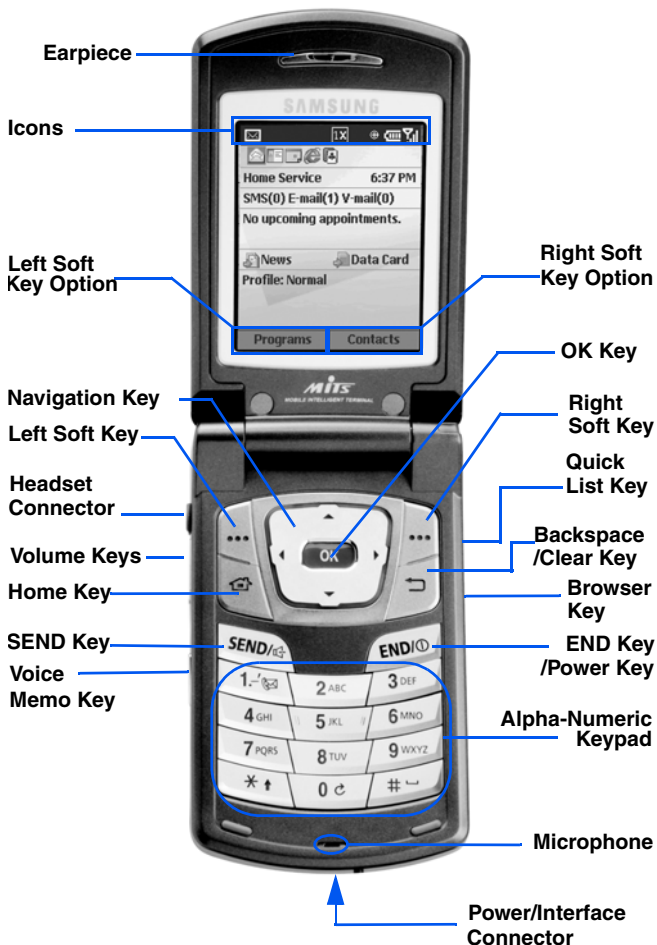 Earpiece
SAMSUNG
Icons
1X
Home Service 6:37 PM
SMS(0) E-mail(1) V-mail(0)
No upcoming appointments.
News Data Card
Profile: Normal
Programs Contacts
Left Soft
Key Option
Right Soft
Key Option
MITs
MOBILE INTELLIGENT TERMINAL
OK Key
Navigation Key
Left Soft Key
Right
Soft Key
Headset
Connector
Quick
List Key
Volume Keys
Backspace
/Clear Key
OK
Home Key
Browser
Key
SEND Key
SEND/
END/
END Key
/Power Key
Voice
Memo Key
1.-'
2 ABC
3 DEF
4 GHI
5 JKL
6 MNO
7 PQRS
8 TUV
9 WXYZ
*
0
#
Alpha-Numeric
Keypad
Microphone
Power/Interface
Connector